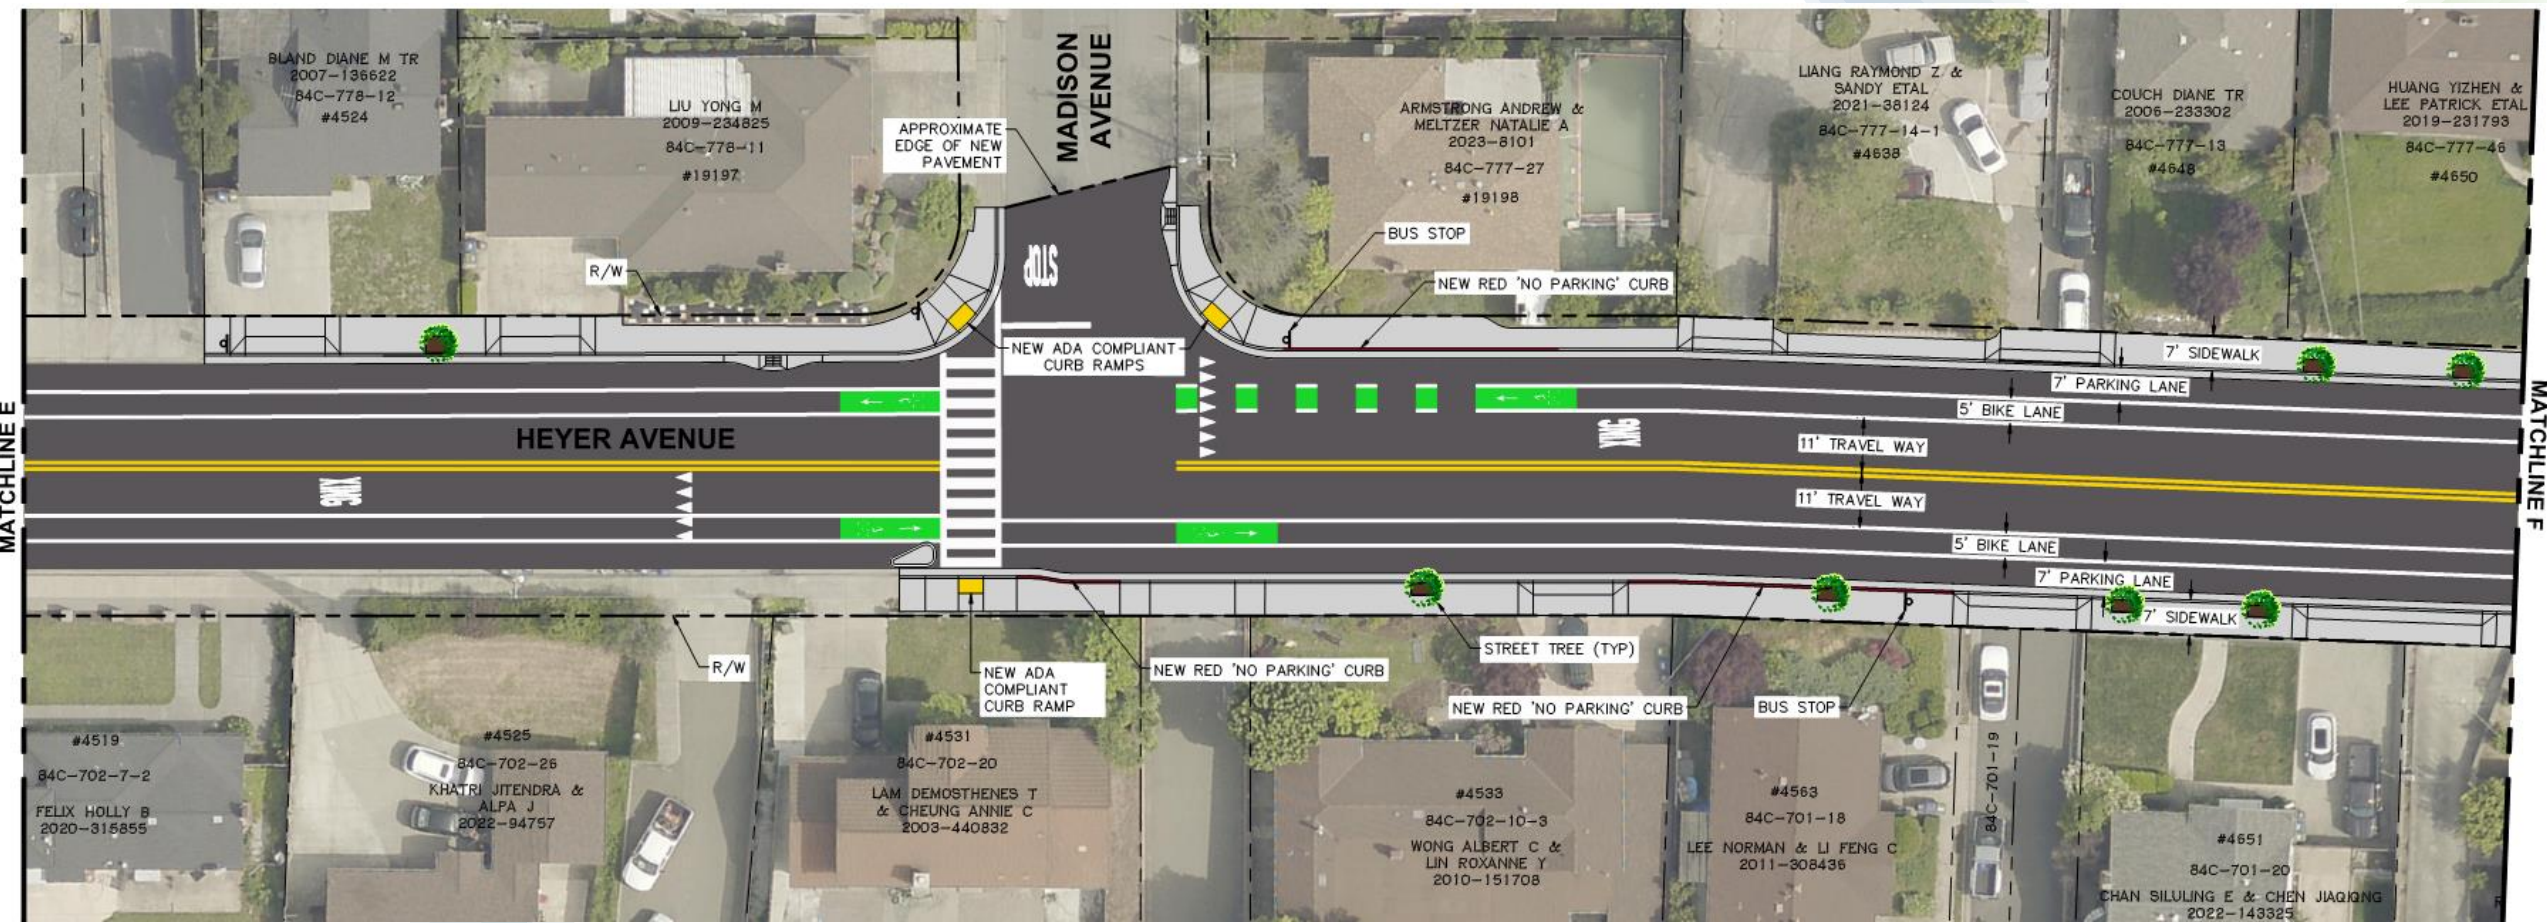 BLAND DIANE M TR
2007-136622
84C-778-12
#4524
LIU YONG M
2009-234825
84C-778-11
#19197
APPROXIMATE
EDGE OF NEW
PAVEMENT
MADISON
AVENUE
ARMSTRONG ANDREW &
MELTZER NATALIE A
2023-8101
84C-777-27
#19198
LIANG RAYMOND Z &
SANDY ETAL
2021-38124
84C-777-14-1
#4638
COUCH DIANE TR
2006-233302
84C-777-13
#4648
HUANG YIZHEN &
LEE PATRICK ETAL
2019-231793
84C-777-46
#4650
R/W
STOP
BUS STOP
NEW RED 'NO PARKING' CURB
NEW ADA COMPLIANT
CURB RAMPS
7' SIDEWALK
7' PARKING LANE
5' BIKE LANE
11' TRAVEL WAY
11' TRAVEL WAY
5' BIKE LANE
7' PARKING LANE
7' SIDEWALK
MATCHLINE E
HEYER AVENUE
XING
XING
MATCHLINE F
R/W
NEW ADA
COMPLIANT
CURB RAMP
NEW RED 'NO PARKING' CURB
STREET TREE (TYP)
NEW RED 'NO PARKING' CURB
BUS STOP
#4519
84C-702-7-2
FELIX HOLLY B
2020-315855
#4525
84C-702-26
KHATRI JITENDRA &
ALPA J
2022-94757
#4531
84C-702-20
LAM DEMOSTHENES T
& CHEUNG ANNIE C
2003-440832
#4533
84C-702-10-3
WONG ALBERT C &
LIN ROXANNE Y
2010-151708
#4563
84C-701-18
LEE NORMAN & LI FENG C
2011-308436
84C-701-19
#4651
84C-701-20
CHAN SILULING E & CHEN JIAQIONG
2022-143325